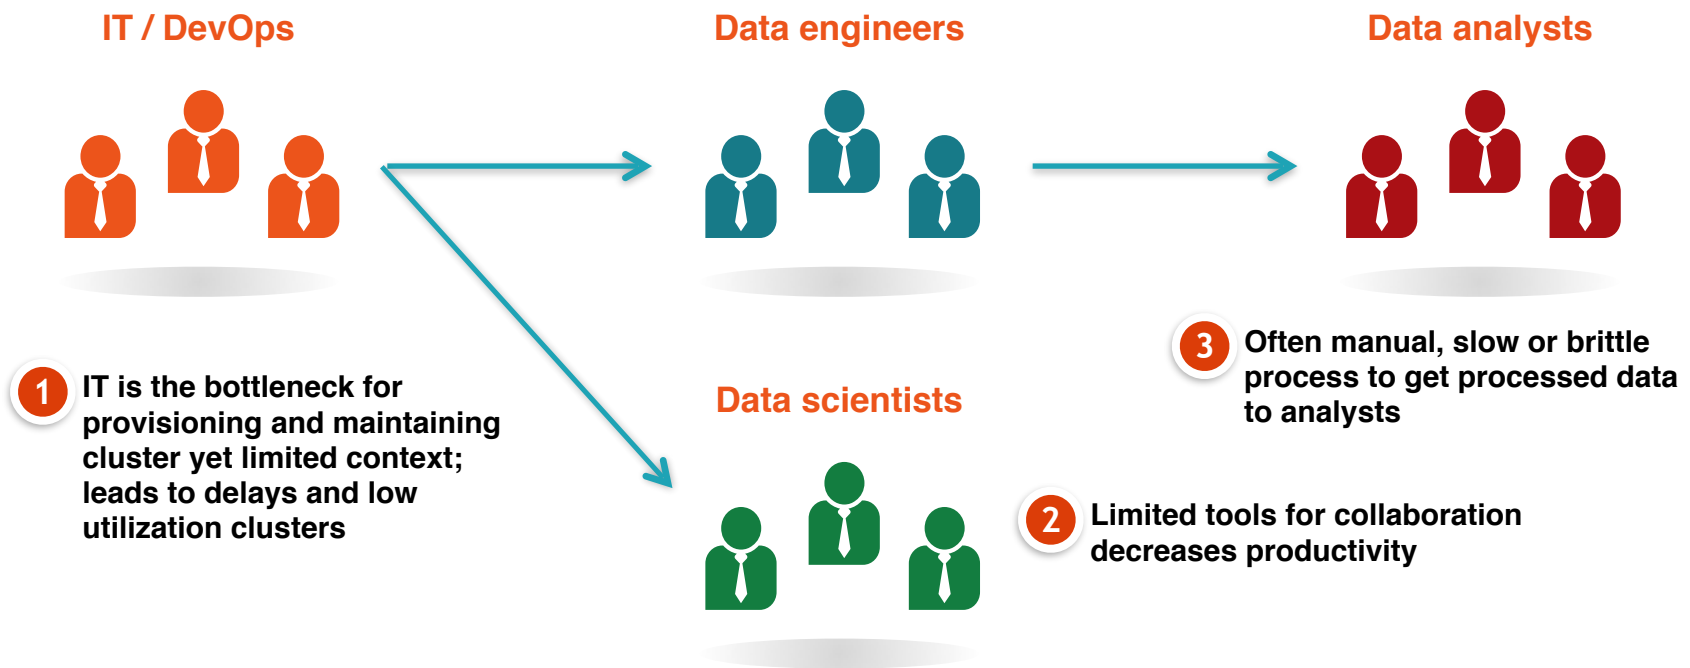 IT / DevOps
Data engineers
Data analysts
1
IT is the bottleneck for
provisioning and maintaining
cluster yet limited context;
leads to delays and low
utilization clusters
3
Often manual, slow or brittle
process to get processed data
to analysts
Data scientists
2
Limited tools for collaboration
decreases productivity